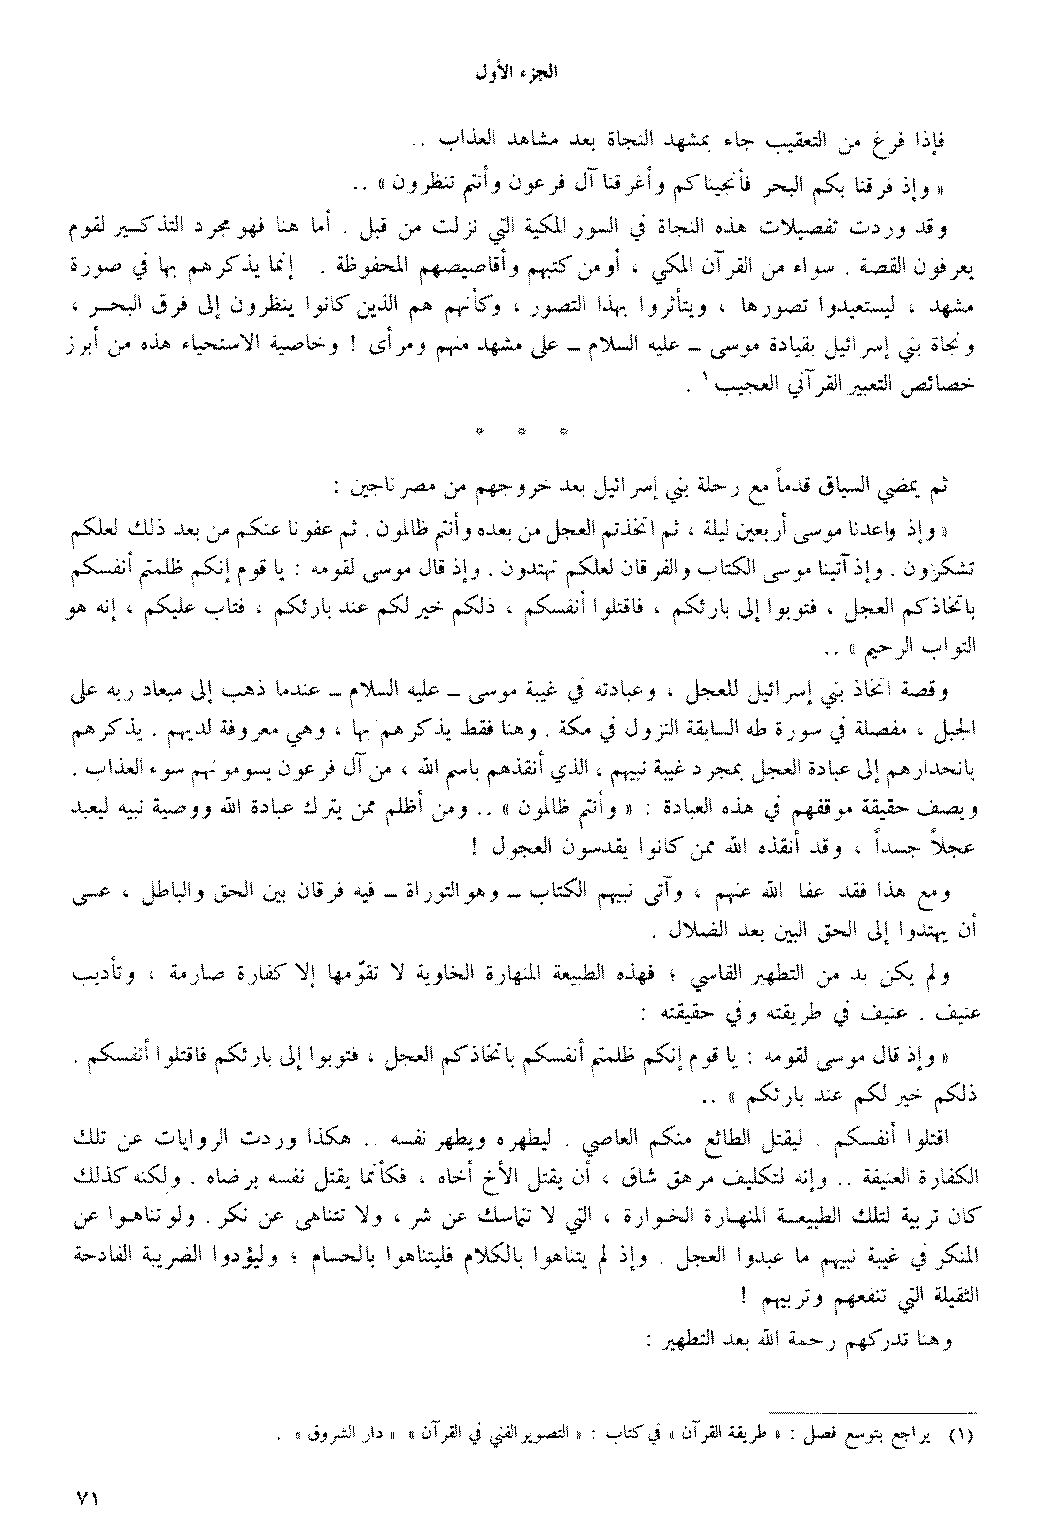 الجزء الأول
فإذا فرغ من التعقيب جاء بمشهد النجاة بعد مشاهد العذاب ..
« وإذ فرقنا بكم البحر فأنجيناكم وأغرقنا آل فرعون وأنتم تنظرون » ..
وقد وردت تفصيلات هذه النجاة في السور المكية التي نزلت من قبل . أما هنا فهو مجرد التذكير لقوم
يعرفون القصة . سواء من القرآن المكي ، أو من كتبهم وأقاصيصهم المحفوظة . إنما يذكرهم بها في صورة
مشهد ، ليستعيدوا تصورها ، ويتأثروا بهذا التصور ، وكأنهم هم الذين كانوا ينظرون إلى فرق البحر ،
ونجاة بني إسرائيل بقيادة موسى – عليه السلام – على مشهد منهم ومرأى ! وخاصية الاستحياء هذه من أبرز
خصائص التعبير القرآني العجيب١ .
* * *
ثم يمضي السياق قدماً مع رحلة بني إسرائيل بعد خروجهم من مصر ناجين :
« وإذ واعدنا موسى أربعين ليلة ، ثم اتخذتم العجل من بعده وأنتم ظالمون . ثم عفونا عنكم من بعد ذلك لعلكم
تشكرون . وإذ آتينا موسى الكتاب والفرقان لعلكم تهتدون . وإذ قال موسى لقومه : يا قوم إنكم ظلمتم أنفسكم
باتخاذكم العجل ، فتوبوا إلى بارئكم ، فاقتلوا أنفسكم ، ذلكم خير لكم عند بارئكم ، فتاب عليكم ، إنه هو
التواب الرحيم » ..
وقصة اتخاذ بني إسرائيل للعجل ، وعبادته في غيبة موسى – عليه السلام – عندما ذهب إلى ميعاد ربه على
الجبل ، مفصلة في سورة طه السابقة النزول في مكة . وهنا فقط يذكرهم بها ، وهي معروفة لديهم . يذكرهم
بانحدارهم إلى عبادة العجل بمجرد غيبة نبيهم ، الذي أنقذهم باسم الله ، من آل فرعون يسومونهم سوء العذاب .
ويصف حقيقة موقفهم في هذه العبادة : « وأنتم ظالمون » .. ومن أظلم ممن يترك عبادة الله ووصية نبيه ليعبد
عجلاً جسداً ، وقد أنقذه الله ممن كانوا يقدسون العجول !
ومع هذا فقد عفا الله عنهم ، وآتى نبيهم الكتاب – وهو التوراة – فيه فرقان بين الحق والباطل ، عسى
أن يهتدوا إلى الحق البين بعد الضلال .
ولم يكن بد من التطهير القاسي ؛ فهذه الطبيعة المنهارة الخاوية لا تقوّمها إلا كفارة صارمة ، وتأديب
عنيف . عنيف في طريقته وفي حقيقته :
« وإذ قال موسى لقومه : يا قوم إنكم ظلمتم أنفسكم باتخاذكم العجل ، فتوبوا إلى بارئكم فاقتلوا أنفسكم .
ذلكم خير لكم عند بارئكم » ..
اقتلوا أنفسكم . ليقتل الطائع منكم العاصي . ليطهره ويطهر نفسه .. هكذا وردت الروايات عن تلك
الكفارة العنيفة .. وإنه لتكليف مرهق شاق ، أن يقتل الأخ أخاه ، فكأنما يقتل نفسه برضاه . ولكنه كذلك
كان تربية لتلك الطبيعة المنهارة الخوارة ، التي لا تتماسك عن شر ، ولا تتناهى عن نكر . ولو تناهوا عن
المنكر في غيبة نبيهم ما عبدوا العجل . وإذ لم يتناهوا بالكلام فليتناهوا بالحسام ؛ وليؤدوا الضريبة الفادحة
الثقيلة التي تنفعهم وتربيهم !
وهنا تدركهم رحمة الله بعد التطهير :
(١) يراجع بتوسع فصل : « طريقة القرآن » في كتاب : « التصوير الفني في القرآن » « دار الشروق » .
٧١